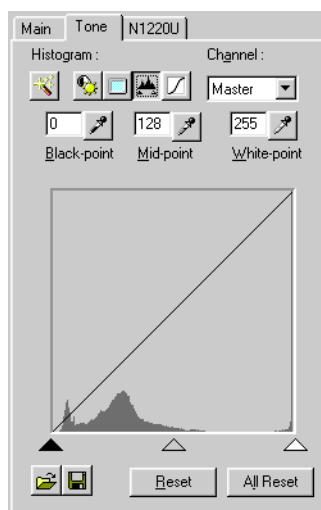 Main Tone N1220U
Histogram : Channel :
Master
0 128 255
Black-point Mid-point White-point
Reset All Reset